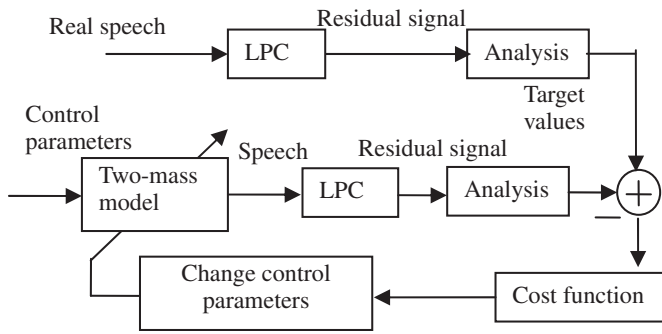 Real speech
LPC
Residual signal
Analysis
Target
values
Control
parameters
Two-mass
model
Speech
LPC
Residual signal
Analysis
+
−
Change control
parameters
Cost function